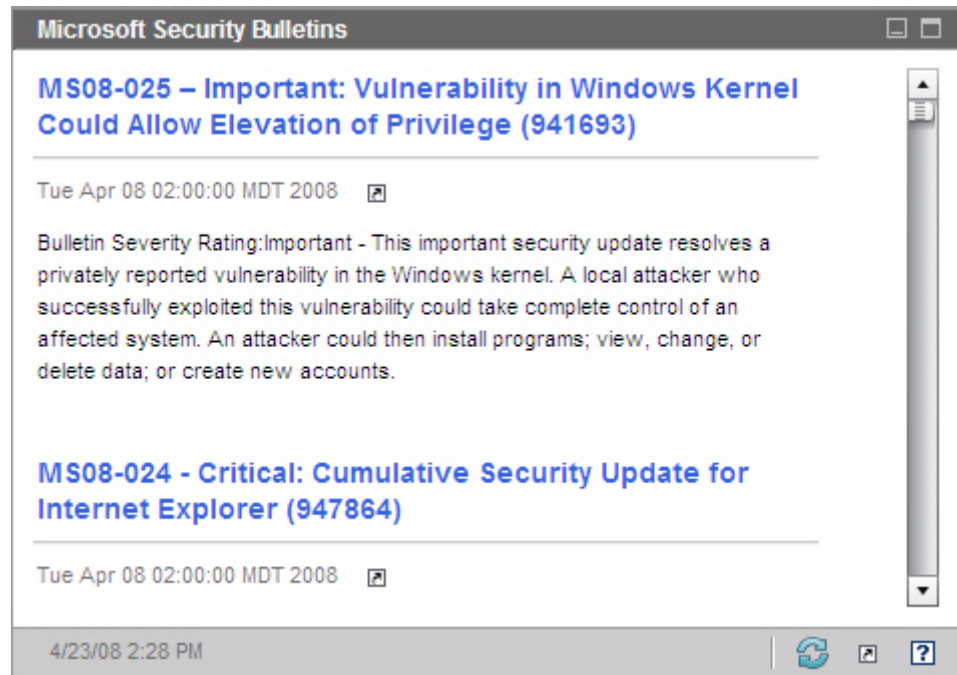 Microsoft Security Bulletins
MS08-025 – Important: Vulnerability in Windows Kernel
Could Allow Elevation of Privilege (941693)
Tue Apr 08 02:00:00 MDT 2008
Bulletin Severity Rating:Important - This important security update resolves a
privately reported vulnerability in the Windows kernel. A local attacker who
successfully exploited this vulnerability could take complete control of an
affected system. An attacker could then install programs; view, change, or
delete data; or create new accounts.
MS08-024 - Critical: Cumulative Security Update for
Internet Explorer (947864)
Tue Apr 08 02:00:00 MDT 2008
4/23/08 2:28 PM ?